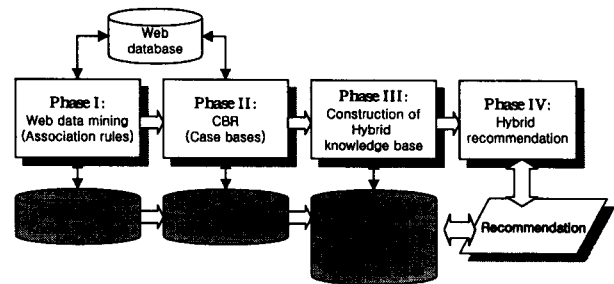 Web
database
Phase I:
Web data mining
(Association rules)
Phase II:
CBR
(Case bases)
Phase III:
Construction of
Hybrid
knowledge base
Phase IV:
Hybrid
recommendation
Recommendation